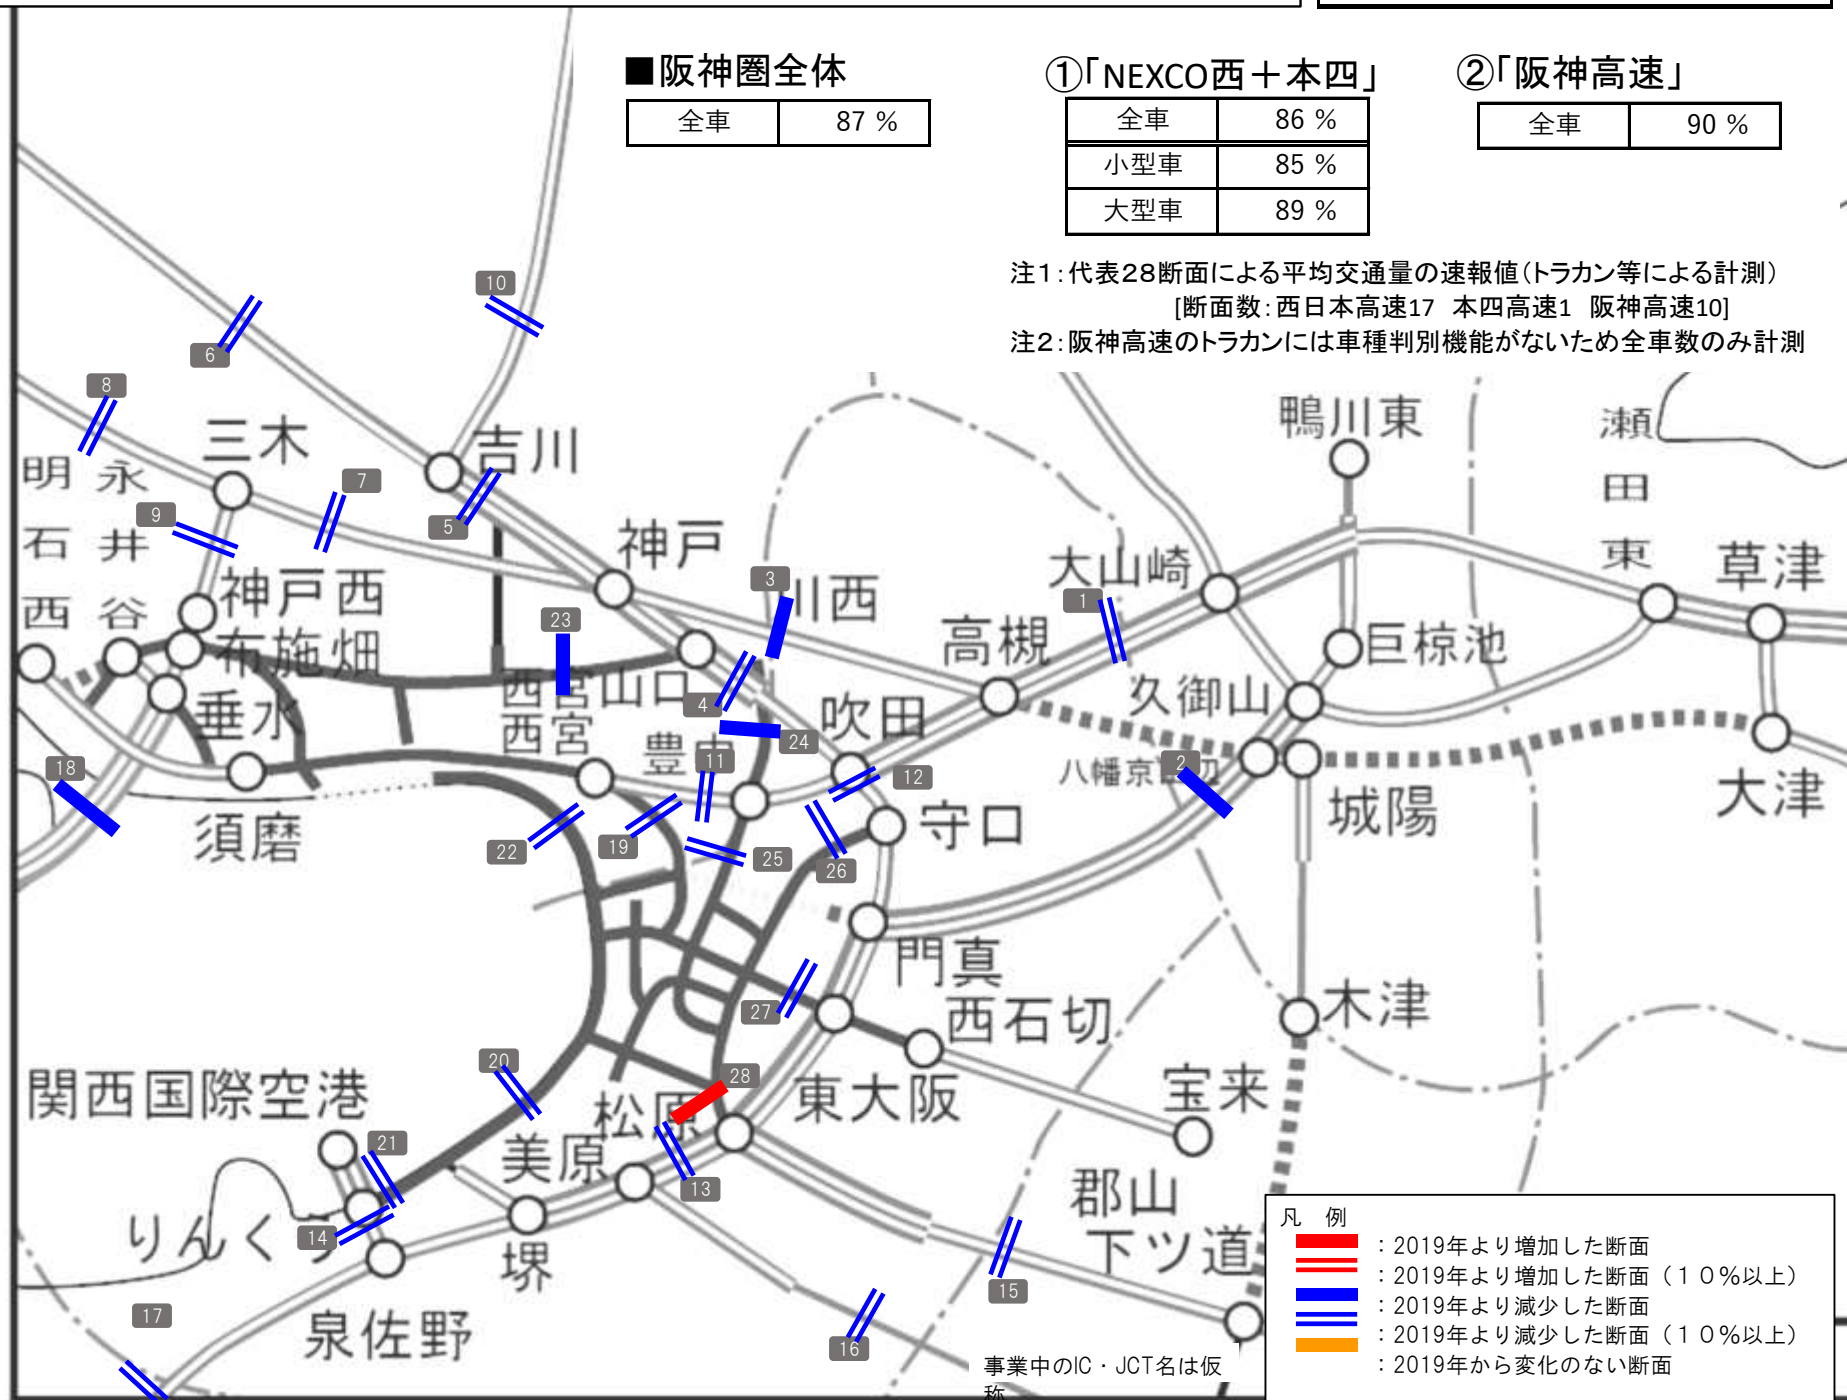 ■阪神圏全体
全車 87 %
①「NEXCO西＋本四」
全車 86 %
小型車 85 %
大型車 89 %
②「阪神高速」
全車 90 %
注1：代表28断面による平均交通量の速報値（トラカン等による計測）
[断面数：西日本高速17 本四高速1 阪神高速10]
注2：阪神高速のトラカンには車種判別機能がないため全車数のみ計測
10
6
8
三木
吉川
鴨川東
瀬田東
明石西
永井谷
7
9
5
神戸
3
川西
大山崎
1
草津
神戸西
布施畑
23
高槻
巨椋池
西宮山口
4
久御山
垂水
西宮
豊中
24
吹田
11
12
八幡京田辺
2
18
須磨
22
19
25
26
守口
城陽
大津
門真
27
西石切
木津
20
28
関西国際空港
松原
東大阪
宝来
21
美原
13
14
りんくう
堺
郡山下ツ道
15
17
泉佐野
16
事業中のIC・JCT名は仮
称
凡 例
：2019年より増加した断面
：2019年より増加した断面（１０％以上）
：2019年より減少した断面
：2019年より減少した断面（１０％以上）
：2019年から変化のない断面